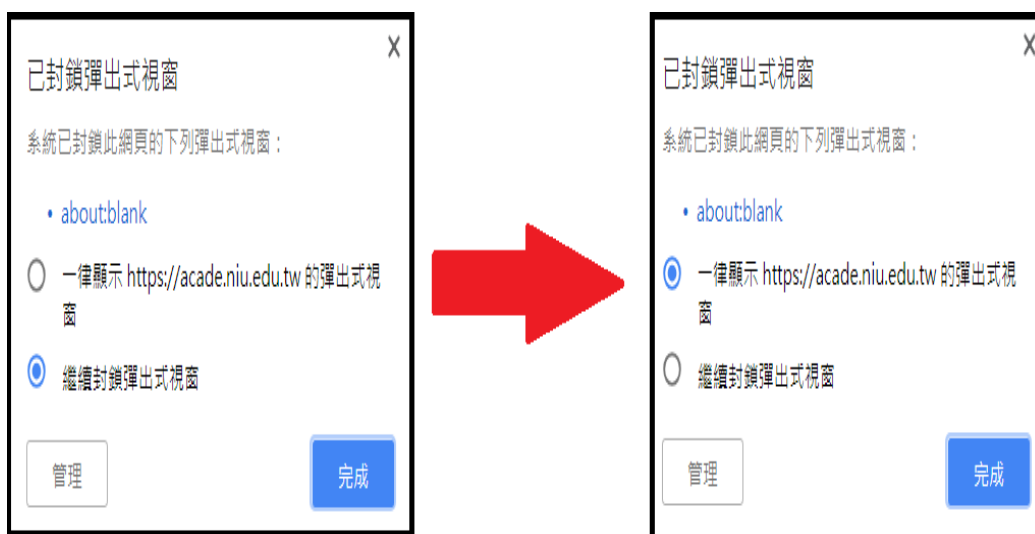 已封鎖彈出式視窗
系統已封鎖此網頁的下列彈出式視窗：
• about:blank
一律顯示 https://acade.niu.edu.tw 的彈出式視
窗
繼續封鎖彈出式視窗
管理
完成
已封鎖彈出式視窗
系統已封鎖此網頁的下列彈出式視窗：
• about:blank
一律顯示 https://acade.niu.edu.tw 的彈出式視
窗
繼續封鎖彈出式視窗
管理
完成